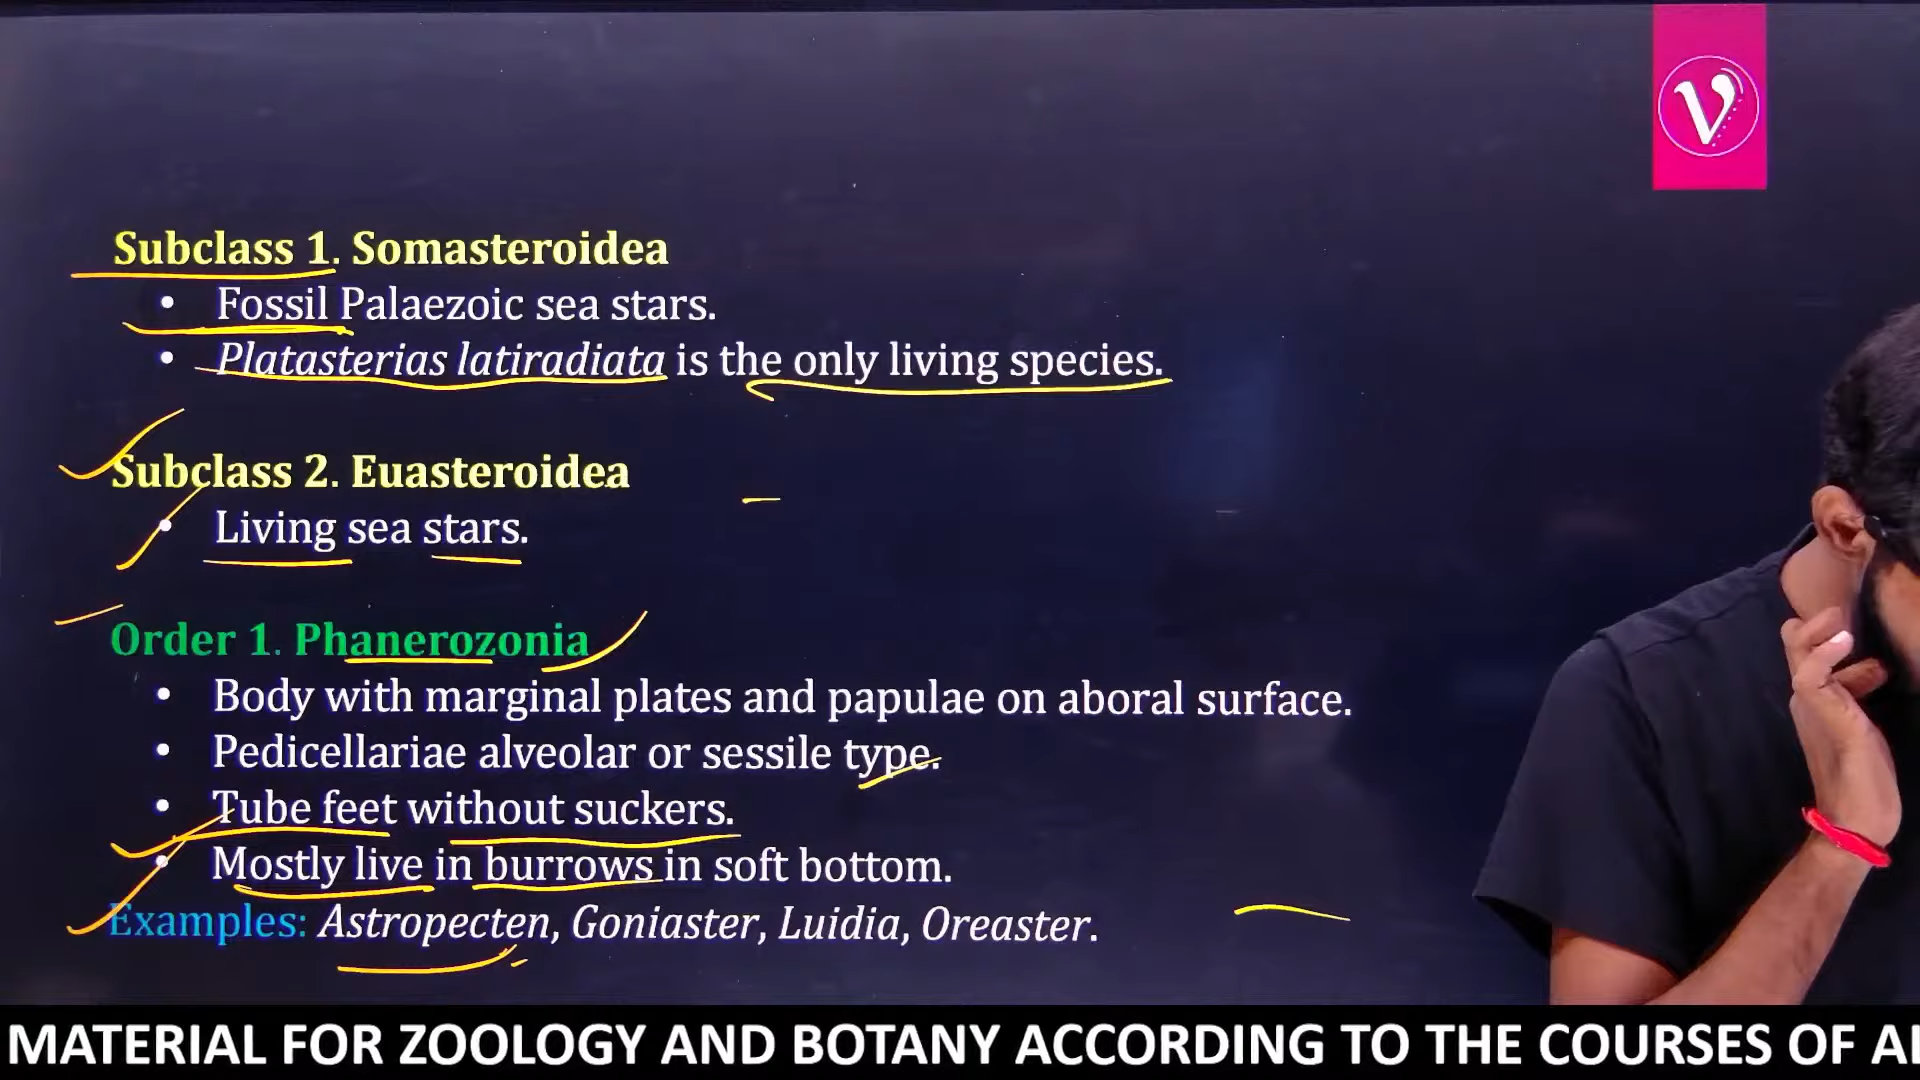 Subclass 1. Somasteroidea
• Fossil Palaezoic sea stars.
• Platasterias latiradiata is the only living species.
Subclass 2. Euasteroidea
• Living sea stars.
Order 1. Phanerozonia
• Body with marginal plates and papulae on aboral surface.
• Pedicellariae alveolar or sessile type.
• Tube feet without suckers.
• Mostly live in burrows in soft bottom.
Examples: Astropecten, Goniaster, Luidia, Oreaster.
V
MATERIAL FOR ZOOLOGY AND BOTANY ACCORDING TO THE COURSES OF